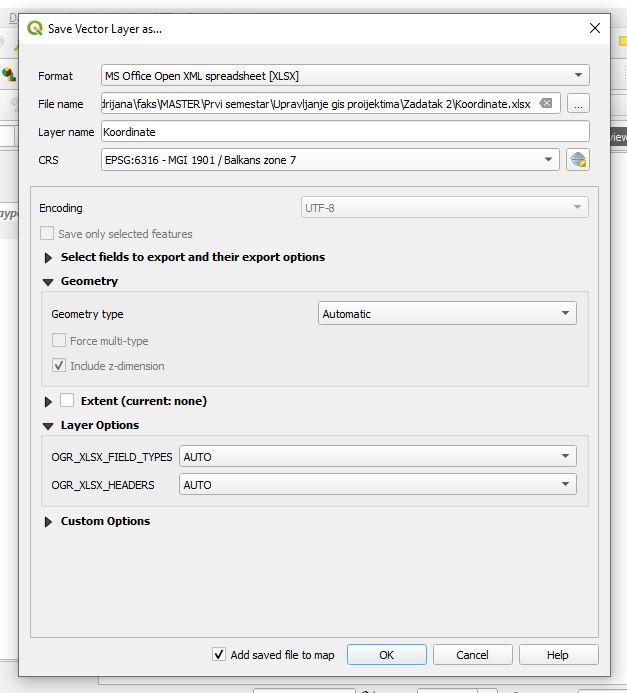 Save Vector Layer as...
Format MS Office Open XML spreadsheet [XLSX]
File name drijana\faks\MASTER\Prvi semestar\Upravljanje gis proijektima\Zadatak 2\Koordinate.xlsx ...
Layer name Koordinate
CRS EPSG:6316 - MGI 1901 / Balkans zone 7
Encoding UTF-8
Save only selected features
Select fields to export and their export options
Geometry
Geometry type Automatic
Force multi-type
Include z-dimension
Extent (current: none)
Layer Options
OGR_XLSX_FIELD_TYPES AUTO
OGR_XLSX_HEADERS AUTO
Custom Options
Add saved file to map OK Cancel Help